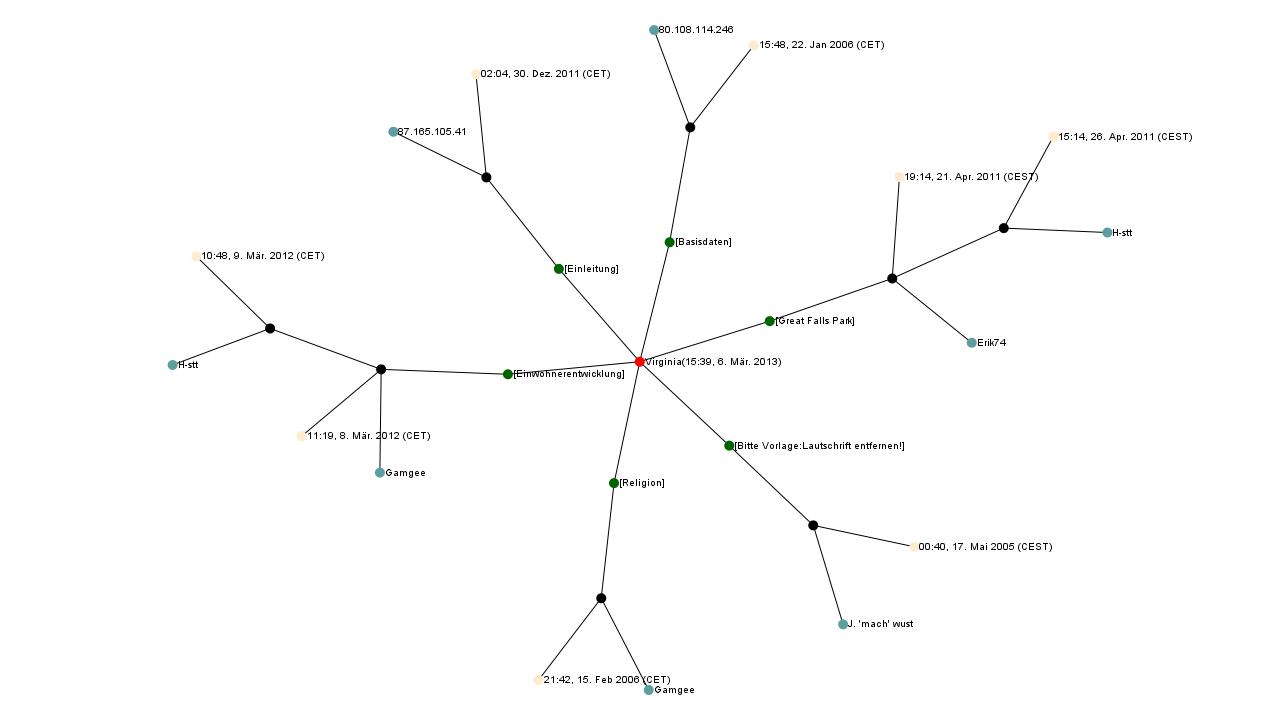 80.108.114.246
15:48, 22. Jan 2006 (CET)
02:04, 30. Dez. 2011 (CET)
87.165.105.41
15:14, 26. Apr. 2011 (CEST)
19:14, 21. Apr. 2011 (CEST)
H-stt
[Basisdaten]
10:48, 9. Mär. 2012 (CET)
[Einleitung]
[Great Falls Park]
Erik74
Virginia(15:39, 6. Mär. 2013)
H-stt
[Einwohnerentwicklung]
11:19, 8. Mär. 2012 (CET)
[Bitte Vorlage:Lautschrift entfernen!]
Gamgee
[Religion]
00:40, 17. Mai 2005 (CEST)
J. 'mach' wust
21:42, 15. Feb 2006 (CET)
Gamgee